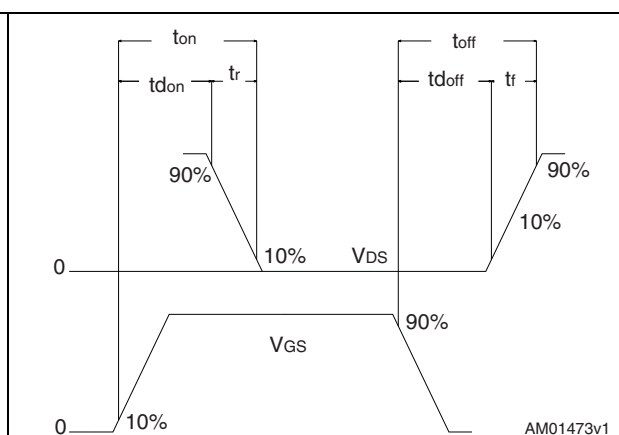 ton toff
tdon tr tdoff tf
90% 90%
10% 10%
0 VDS
VGS 90%
0 10%
AM01473v1